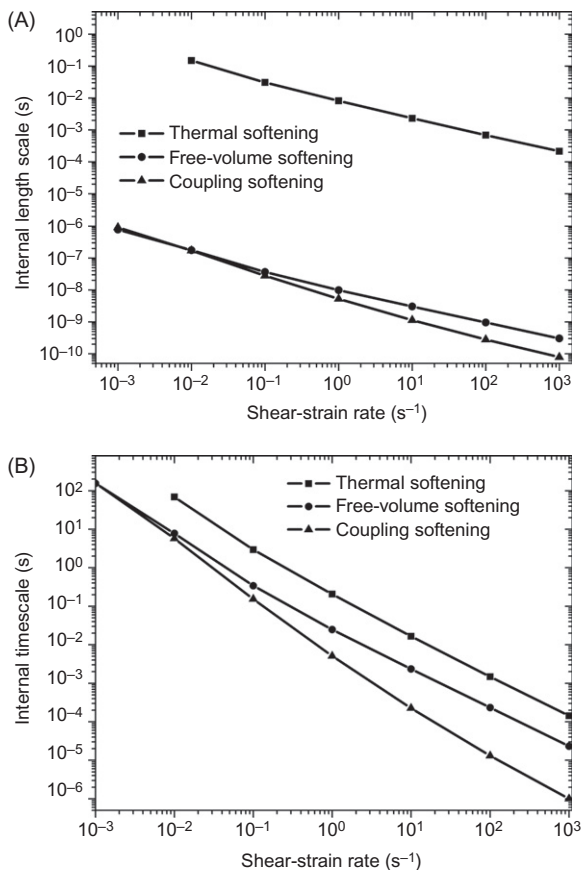 (A)
10⁰
10⁻¹
10⁻²
10⁻³
10⁻⁴
10⁻⁵
10⁻⁶
10⁻⁷
10⁻⁸
10⁻⁹
10⁻¹⁰
Internal length scale (s)
Thermal softening
Free-volume softening
Coupling softening
10⁻³ 10⁻² 10⁻¹ 10⁰ 10¹ 10² 10³
Shear-strain rate (s⁻¹)
(B)
10²
10¹
10⁰
10⁻¹
10⁻²
10⁻³
10⁻⁴
10⁻⁵
10⁻⁶
Internal timescale (s)
Thermal softening
Free-volume softening
Coupling softening
10⁻³ 10⁻² 10⁻¹ 10⁰ 10¹ 10² 10³
Shear-strain rate (s⁻¹)